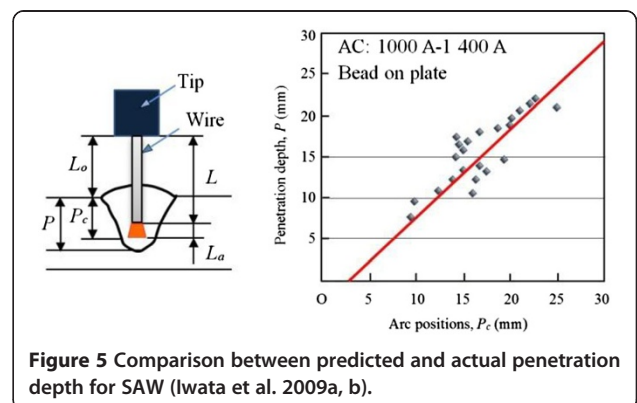 Tip
Wire
Lo
L
P
Pc
La
AC: 1000 A-1 400 A
Bead on plate
Penetration depth, P (mm)
30
25
20
15
10
5
O 5 10 15 20 25 30
Arc positions, Pc (mm)
Figure 5 Comparison between predicted and actual penetration
depth for SAW (Iwata et al. 2009a, b).